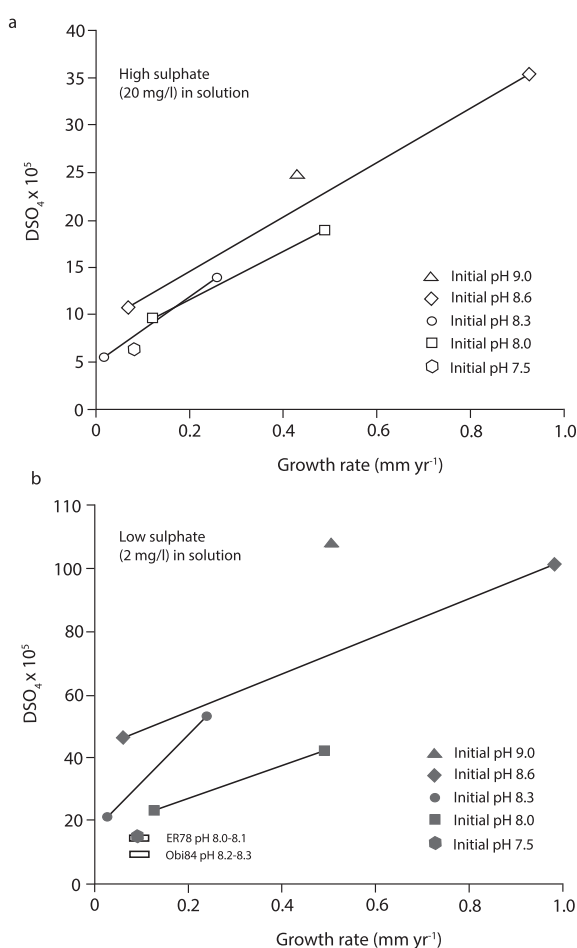 a
40
35
30
25
20
15
10
5
0
DSO₄ x 10⁵
High sulphate
(20 mg/l) in solution
Initial pH 9.0
Initial pH 8.6
Initial pH 8.3
Initial pH 8.0
Initial pH 7.5
0 0.2 0.4 0.6 0.8 1.0
Growth rate (mm yr⁻¹)
b
110
100
80
60
40
20
0
DSO₄ x 10⁵
Low sulphate
(2 mg/l) in solution
Initial pH 9.0
Initial pH 8.6
Initial pH 8.3
Initial pH 8.0
Initial pH 7.5
ER78 pH 8.0-8.1
Obi84 pH 8.2-8.3
0 0.2 0.4 0.6 0.8 1.0
Growth rate (mm yr⁻¹)